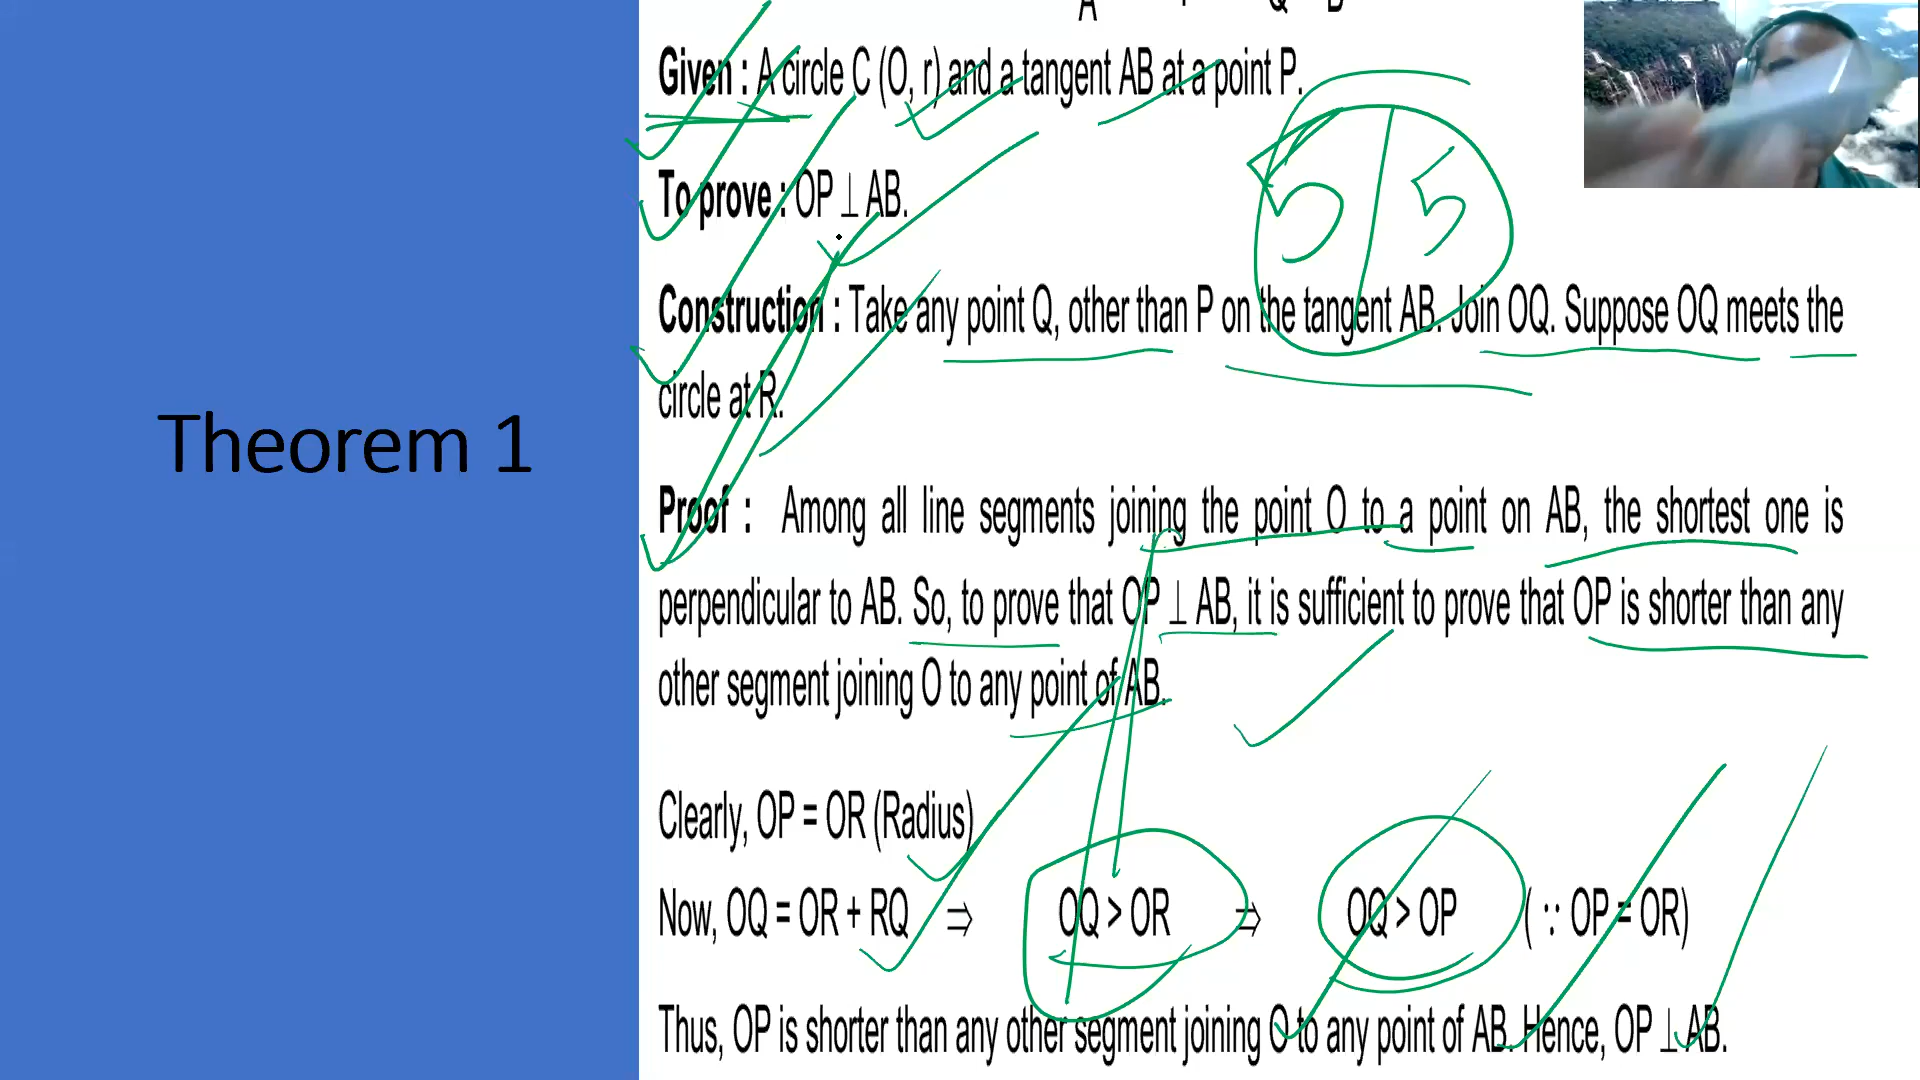 Theorem 1
Given : A circle C (O, r) and a tangent AB at a point P.
To prove : OP ⊥ AB.
5/5
Construction : Take any point Q, other than P on the tangent AB. Join OQ. Suppose OQ meets the
circle at R.
Proof : Among all line segments joining the point O to a point on AB, the shortest one is
perpendicular to AB. So, to prove that OP ⊥ AB, it is sufficient to prove that OP is shorter than any
other segment joining O to any point of AB.
Clearly, OP = OR (Radius)
Now, OQ = OR + RQ ⇒ OQ > OR ⇒ OQ > OP ( ∵ OP = OR)
Thus, OP is shorter than any other segment joining O to any point of AB. Hence, OP ⊥ AB.